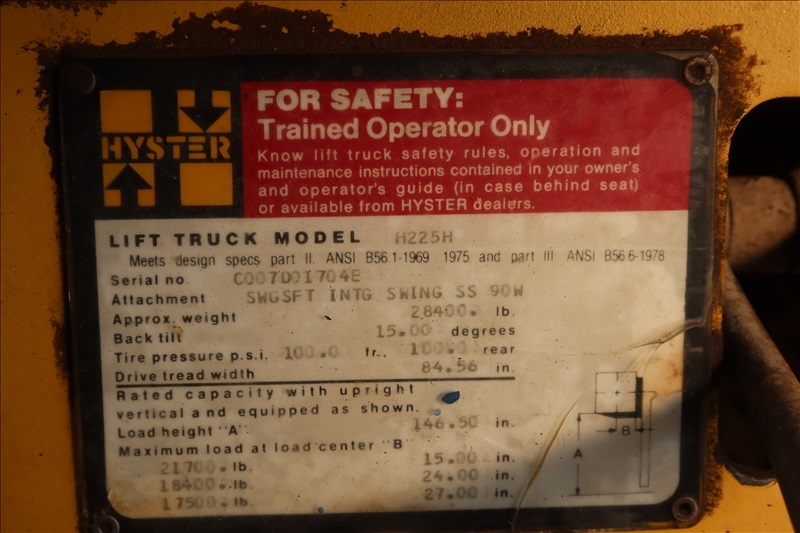 HYSTER
FOR SAFETY:
Trained Operator Only
Know lift truck safety rules, operation and
maintenance instructions contained in your owner's
and operator's guide (in case behind seat)
or available from HYSTER dealers.
LIFT TRUCK MODEL H225H
Meets design specs part II ANSI B56.1-1969 1975 and part III ANSI B56.6-1978
Serial no C007D01704E
Attachment SWGSFT INTG SWING SS 90W
Approx. weight 28400. lb.
Back tilt 15.00 degrees
Tire pressure p.s.i. 100.0 fr., 100.0 rear
Drive tread width 84.56 in.
Rated capacity with upright
vertical and equipped as shown.
Load height "A" 146.50 in.
Maximum load at load center "B"
21700. lb. 15.00 in.
18400. lb. 24.00 in.
17500. lb 27.00 in.
A
B